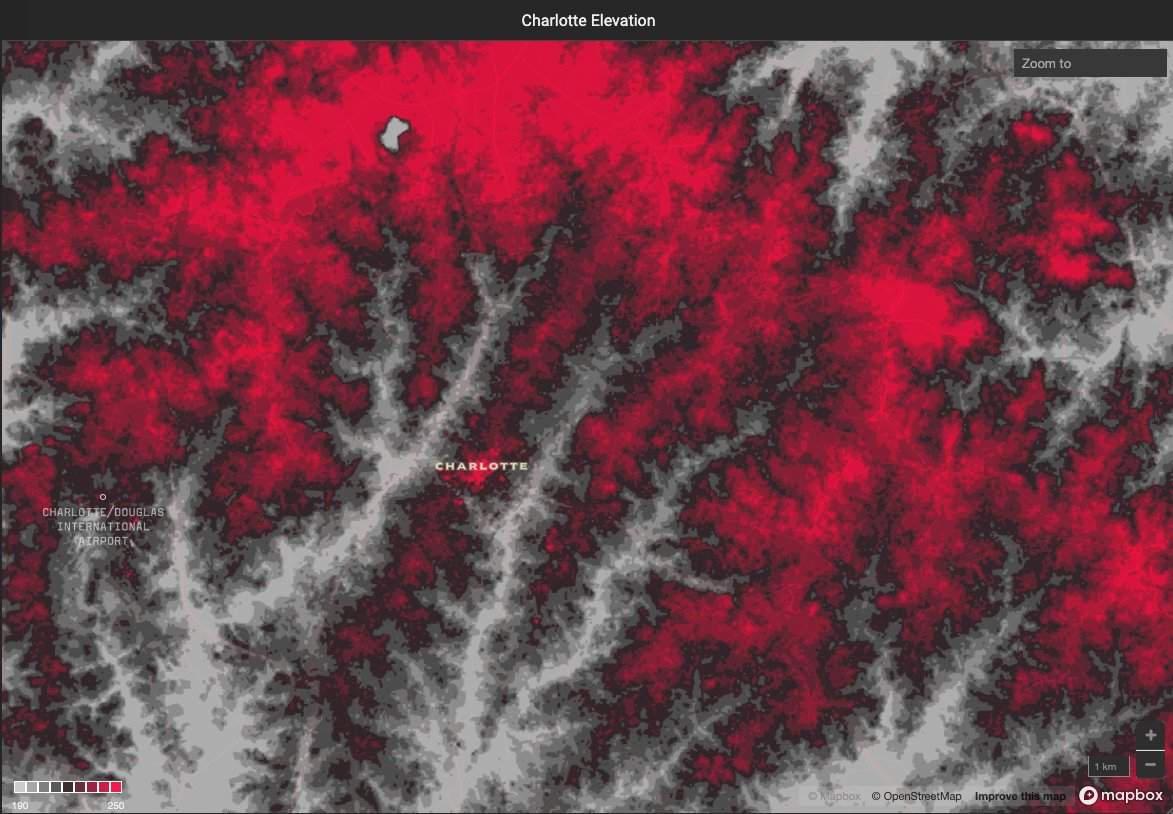 Charlotte Elevation
Zoom to
CHARLOTTE
CHARLOTTE/DOUGLAS
INTERNATIONAL
AIRPORT
+
−
1 km
190 250
© Mapbox © OpenStreetMap Improve this map mapbox